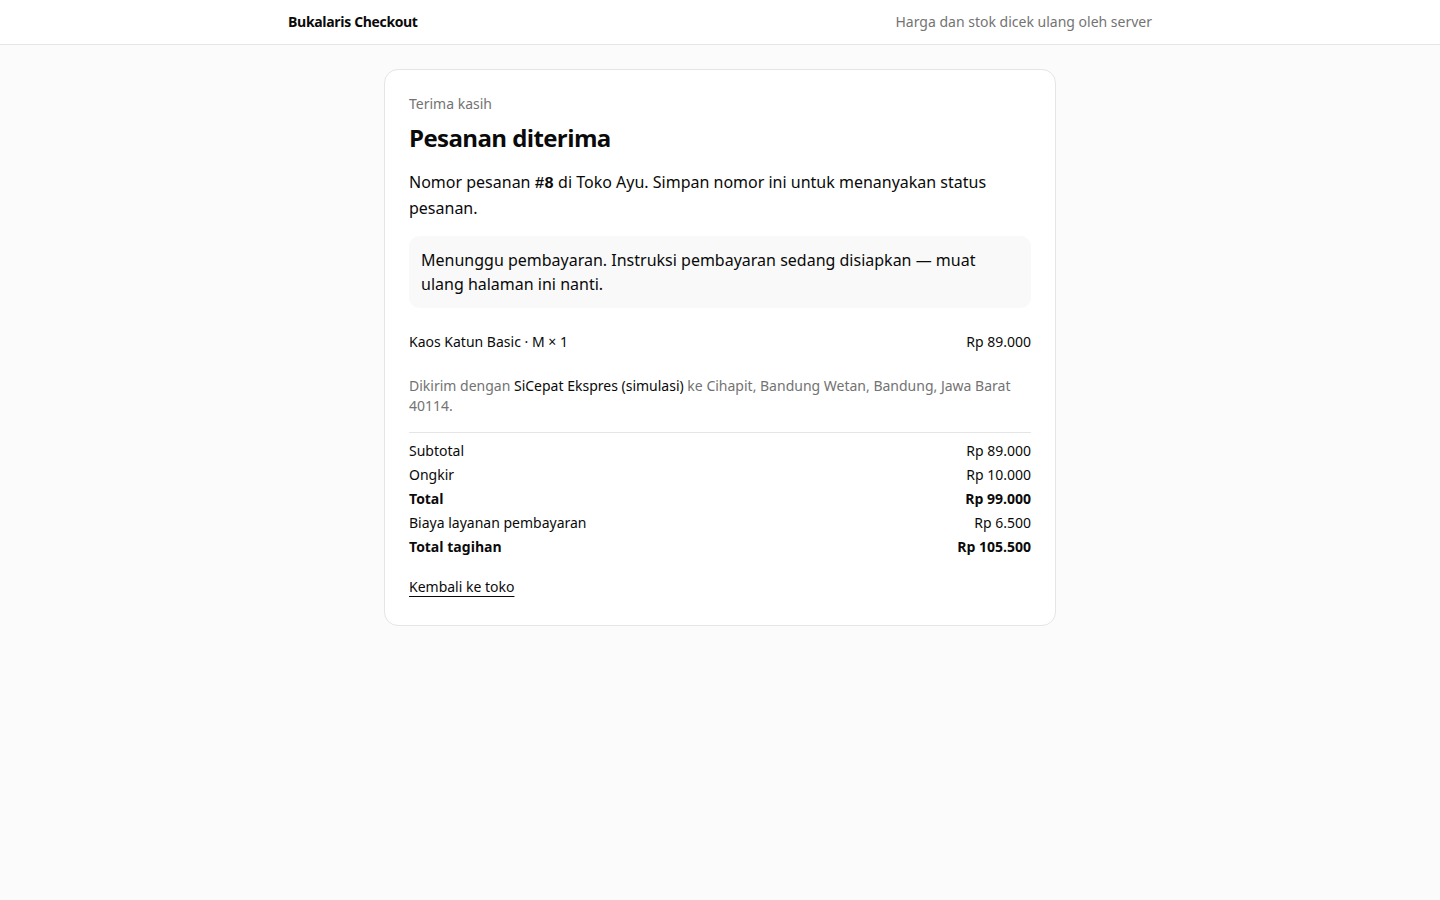 Bukalaris Checkout
Harga dan stok dicek ulang oleh server
Terima kasih
Pesanan diterima
Nomor pesanan #8 di Toko Ayu. Simpan nomor ini untuk menanyakan status
pesanan.
Menunggu pembayaran. Instruksi pembayaran sedang disiapkan — muat
ulang halaman ini nanti.
Kaos Katun Basic · M × 1 Rp 89.000
Dikirim dengan SiCepat Ekspres (simulasi) ke Cihapit, Bandung Wetan, Bandung, Jawa Barat
40114.
Subtotal Rp 89.000
Ongkir Rp 10.000
Total Rp 99.000
Biaya layanan pembayaran Rp 6.500
Total tagihan Rp 105.500
Kembali ke toko